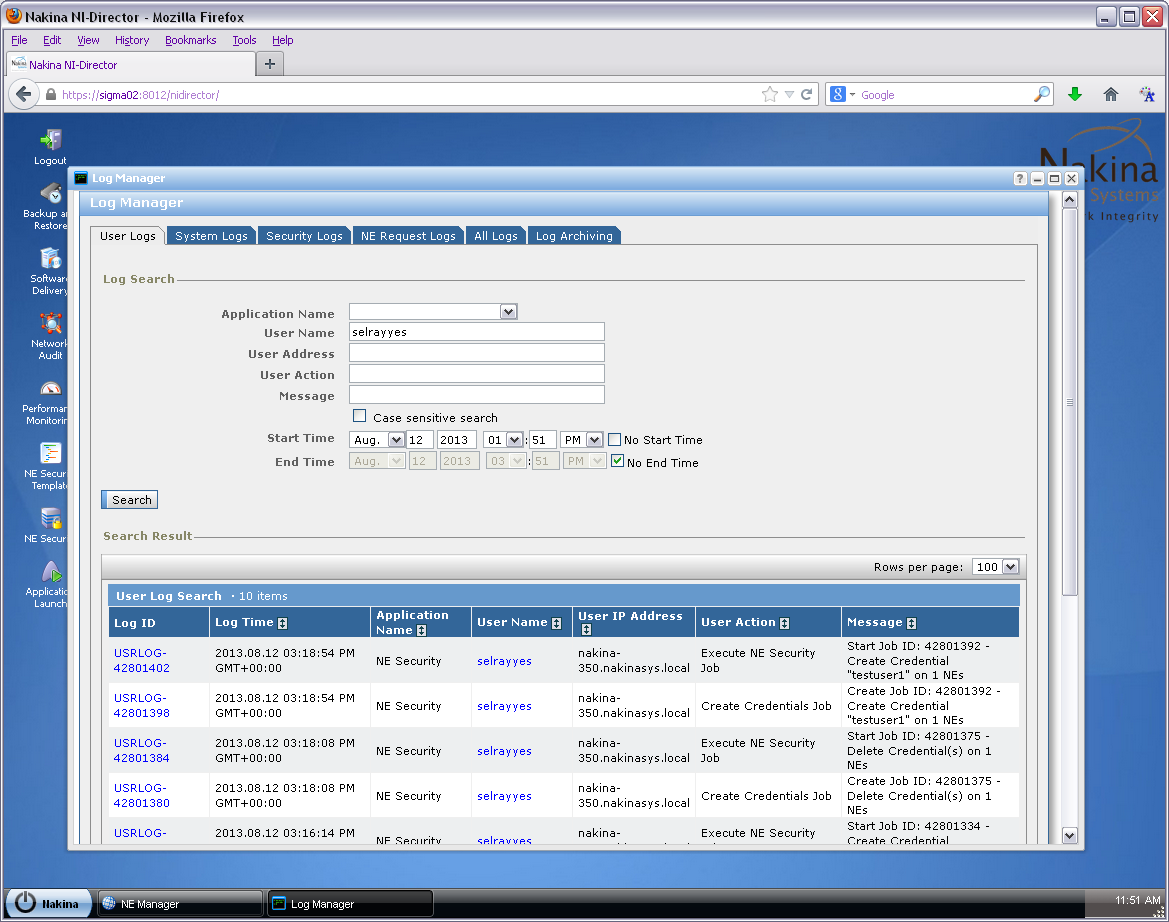 Nakina NI-Director - Mozilla Firefox
File Edit View History Bookmarks Tools Help
Nakina NI-Director
https://sigma02:8012/nidirector/
Google
Logout
Backup
Restore
Software
Delivery
Network
Audit
Monitorin
NE Secur
Templat
NE Secur
Launch
Nakina
Systems
k Integrity
Log Manager
Log Manager
User Logs System Logs Security Logs NE Request Logs All Logs Log Archiving
Log Search
Application Name
User Name selrayyes
User Address
User Action
Message
Case sensitive search
Start Time Aug. 12 2013 01 : 51 PM No Start Time
End Time Aug. 12 2013 03 : 51 PM No End Time
Search
Search Result
Rows per page: 100
User Log Search · 10 items
Log ID Log Time Application Name User Name User IP Address User Action Message
USRLOG-
42801402
2013.08.12 03:18:54 PM
GMT+00:00
NE Security
selrayyes
nakina-
350.nakinasys.local
Execute NE Security
Job
Start Job ID: 42801392 -
Create Credential
"testuser1" on 1 NEs
USRLOG-
42801398
2013.08.12 03:18:54 PM
GMT+00:00
NE Security
selrayyes
nakina-
350.nakinasys.local
Create Credentials Job
Create Job ID: 42801392 -
Create Credential
"testuser1" on 1 NEs
USRLOG-
42801384
2013.08.12 03:18:08 PM
GMT+00:00
NE Security
selrayyes
nakina-
350.nakinasys.local
Execute NE Security
Job
Start Job ID: 42801375 -
Delete Credential(s) on 1
NEs
USRLOG-
42801380
2013.08.12 03:18:08 PM
GMT+00:00
NE Security
selrayyes
nakina-
350.nakinasys.local
Create Credentials Job
Create Job ID: 42801375 -
Delete Credential(s) on 1
NEs
USRLOG-
2013.08.12 03:16:14 PM
NE Security
selrayyes
nakina-
Execute NE Security
Start Job ID: 42801334 -
Create Credential
Nakina
NE Manager
Log Manager
11:51 AM